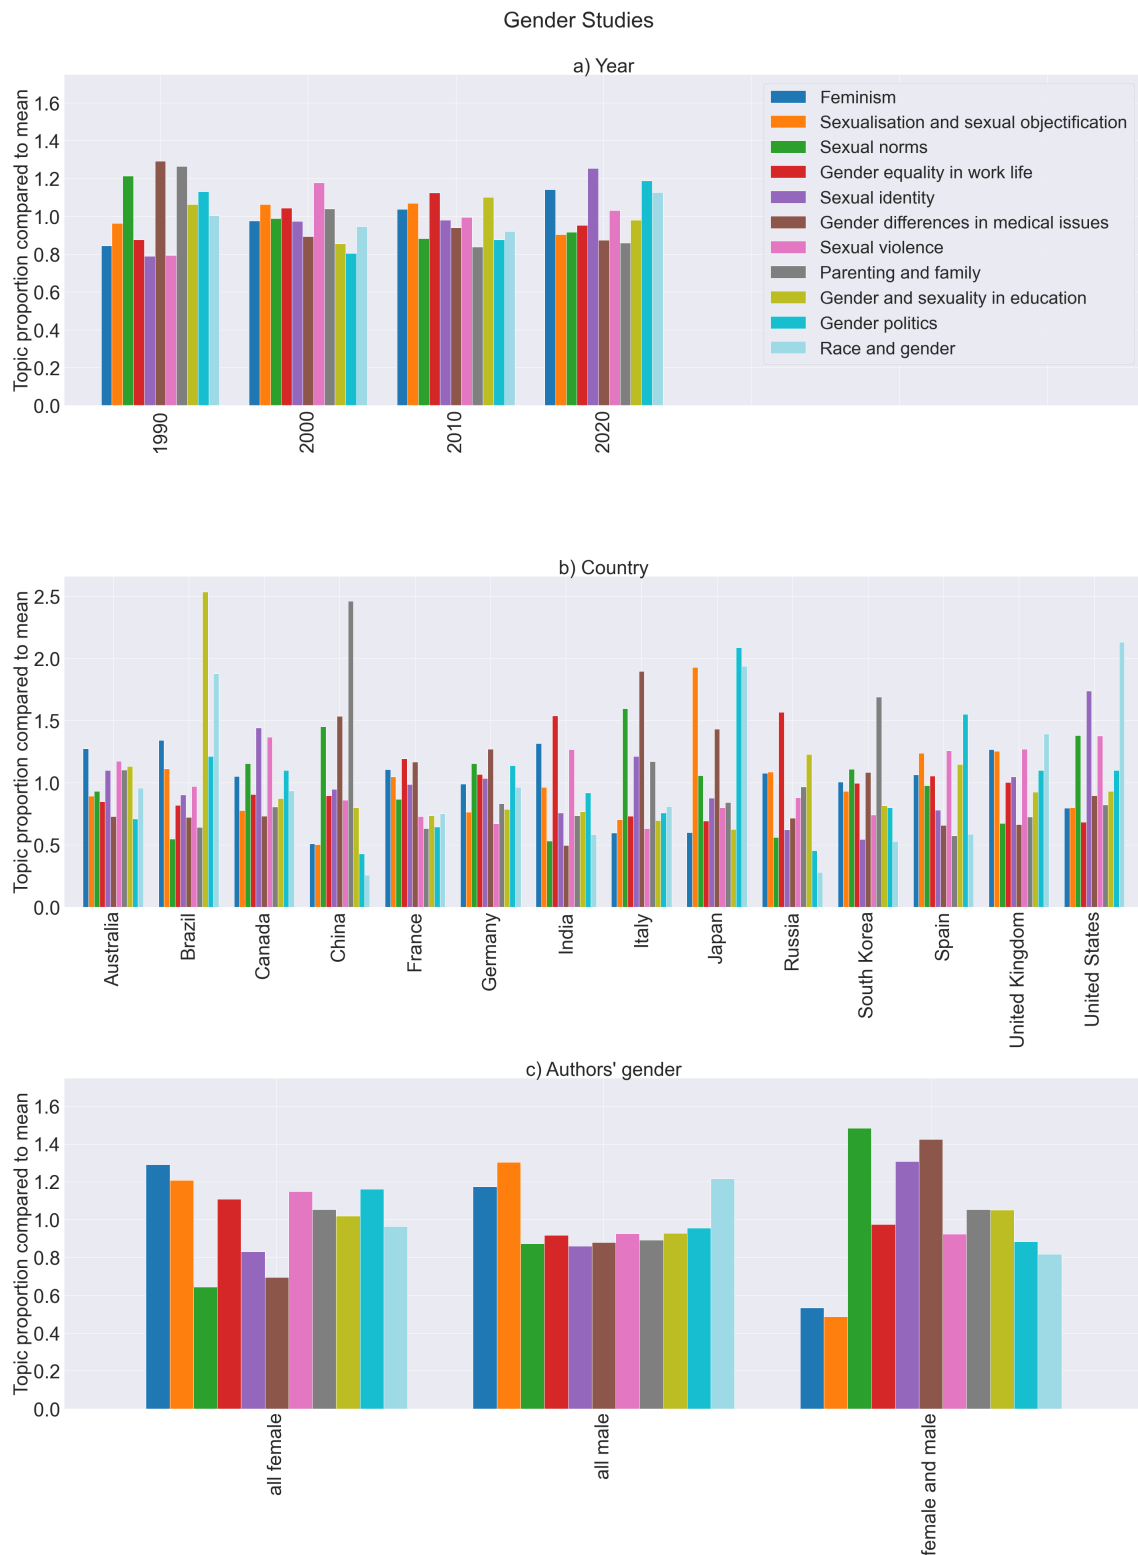 Gender Studies
a) Year
Topic proportion compared to mean
1.6
1.4
1.2
1.0
0.8
0.6
0.4
0.2
0.0
Feminism
Sexualisation and sexual objectification
Sexual norms
Gender equality in work life
Sexual identity
Gender differences in medical issues
Sexual violence
Parenting and family
Gender and sexuality in education
Gender politics
Race and gender
1990
2000
2010
2020
b) Country
Topic proportion compared to mean
2.5
2.0
1.5
1.0
0.5
0.0
Australia
Brazil
Canada
China
France
Germany
India
Italy
Japan
Russia
South Korea
Spain
United Kingdom
United States
c) Authors' gender
Topic proportion compared to mean
1.6
1.4
1.2
1.0
0.8
0.6
0.4
0.2
0.0
all female
all male
female and male